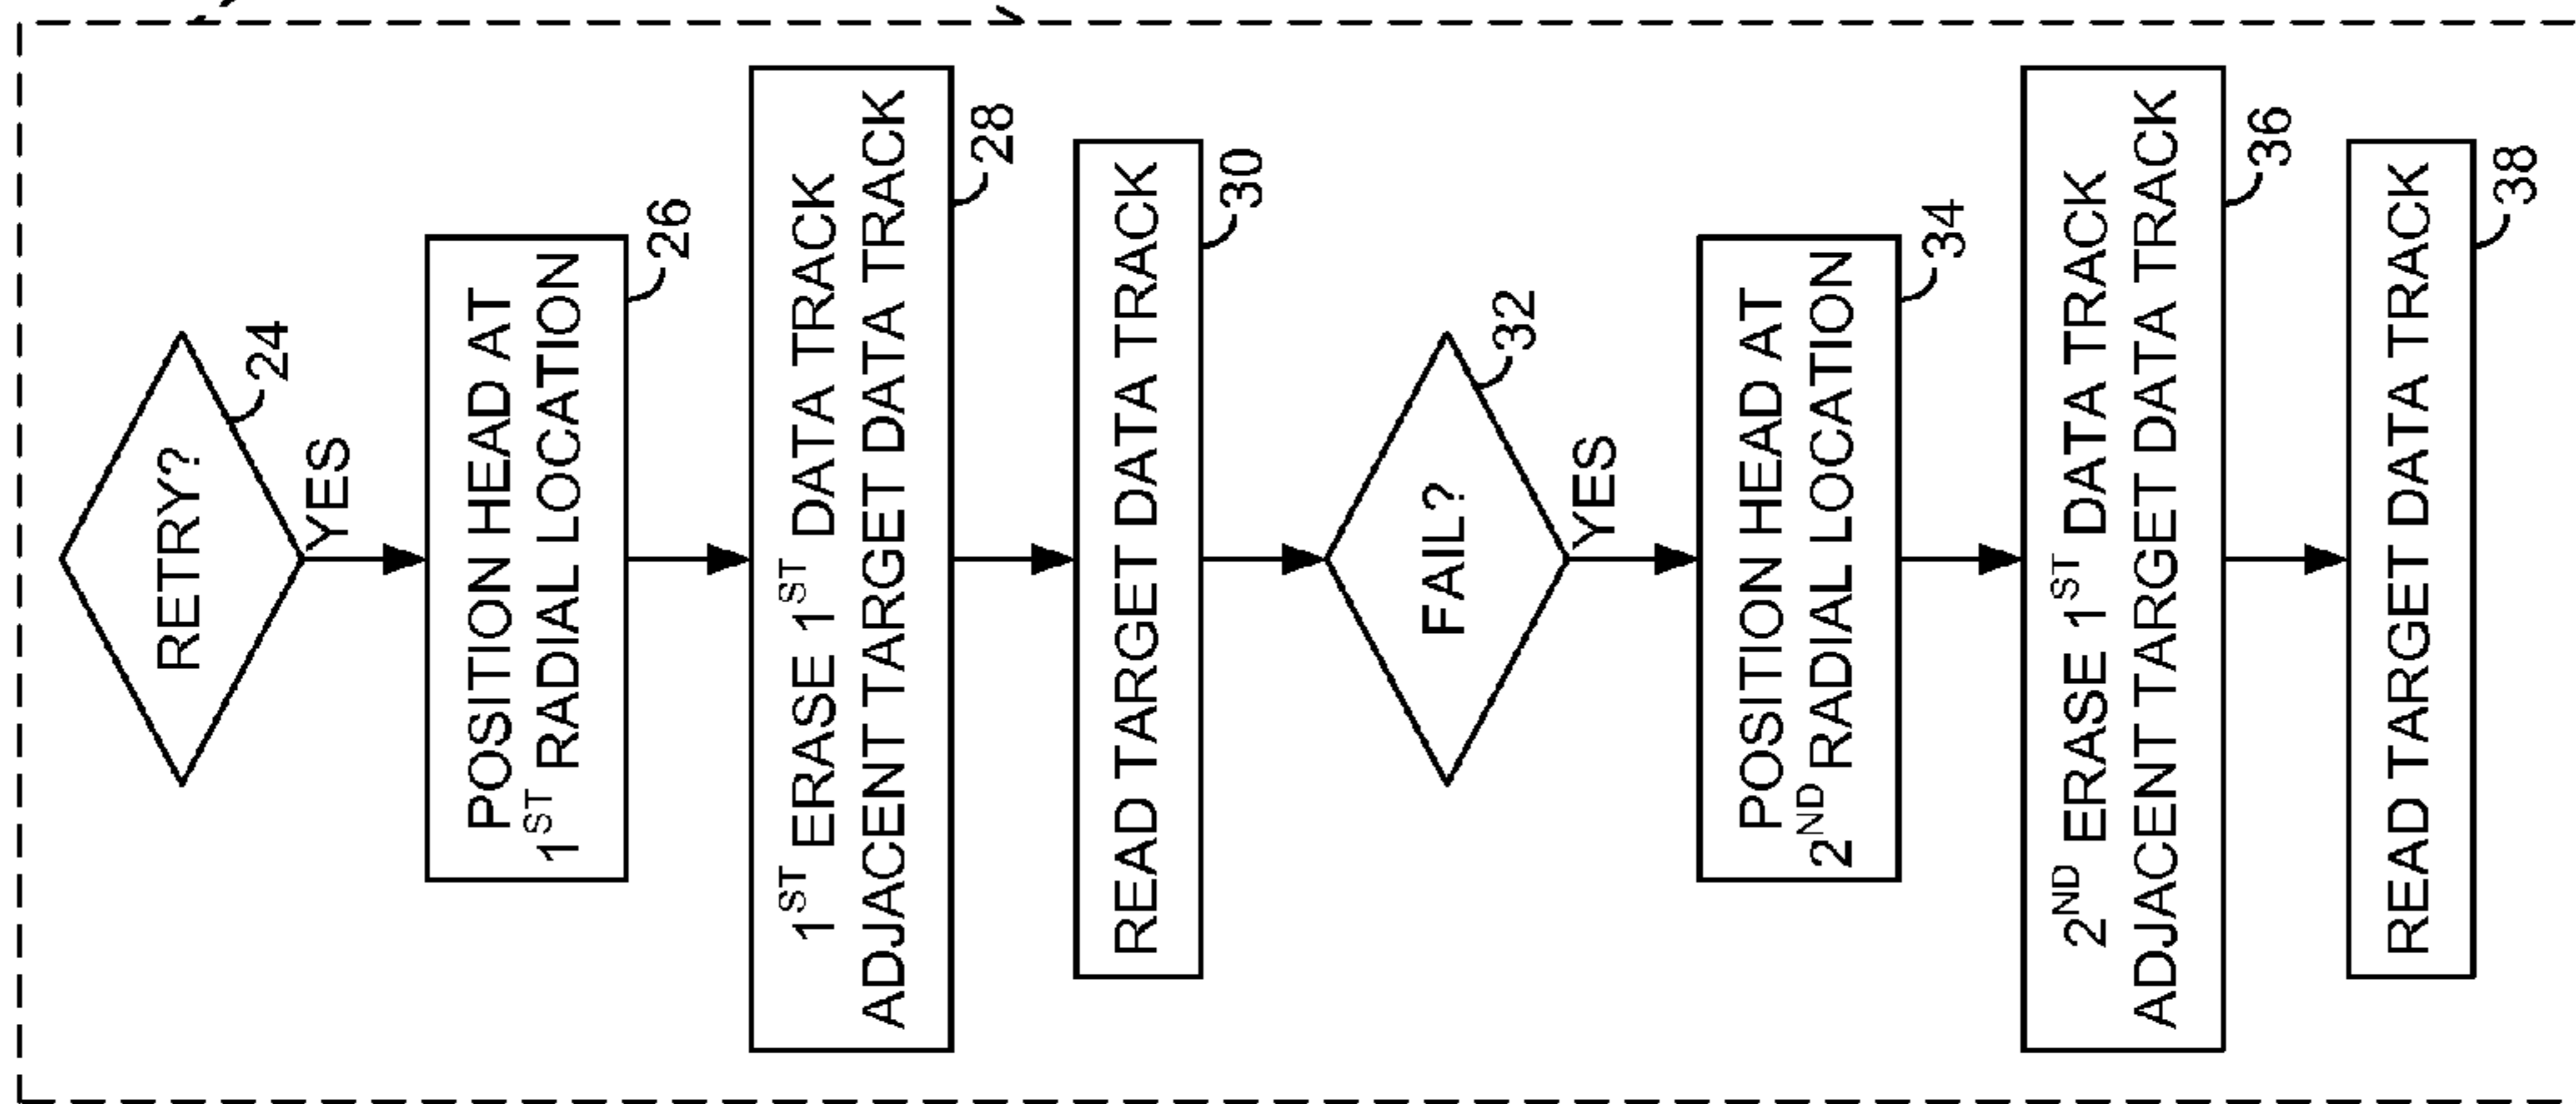 RETRY?
24
YES
POSITION HEAD AT
1ST RADIAL LOCATION
26
1ST ERASE 1ST DATA TRACK
ADJACENT TARGET DATA TRACK
28
READ TARGET DATA TRACK
30
FAIL?
32
YES
POSITION HEAD AT
2ND RADIAL LOCATION
34
2ND ERASE 1ST DATA TRACK
ADJACENT TARGET DATA TRACK
36
READ TARGET DATA TRACK
38